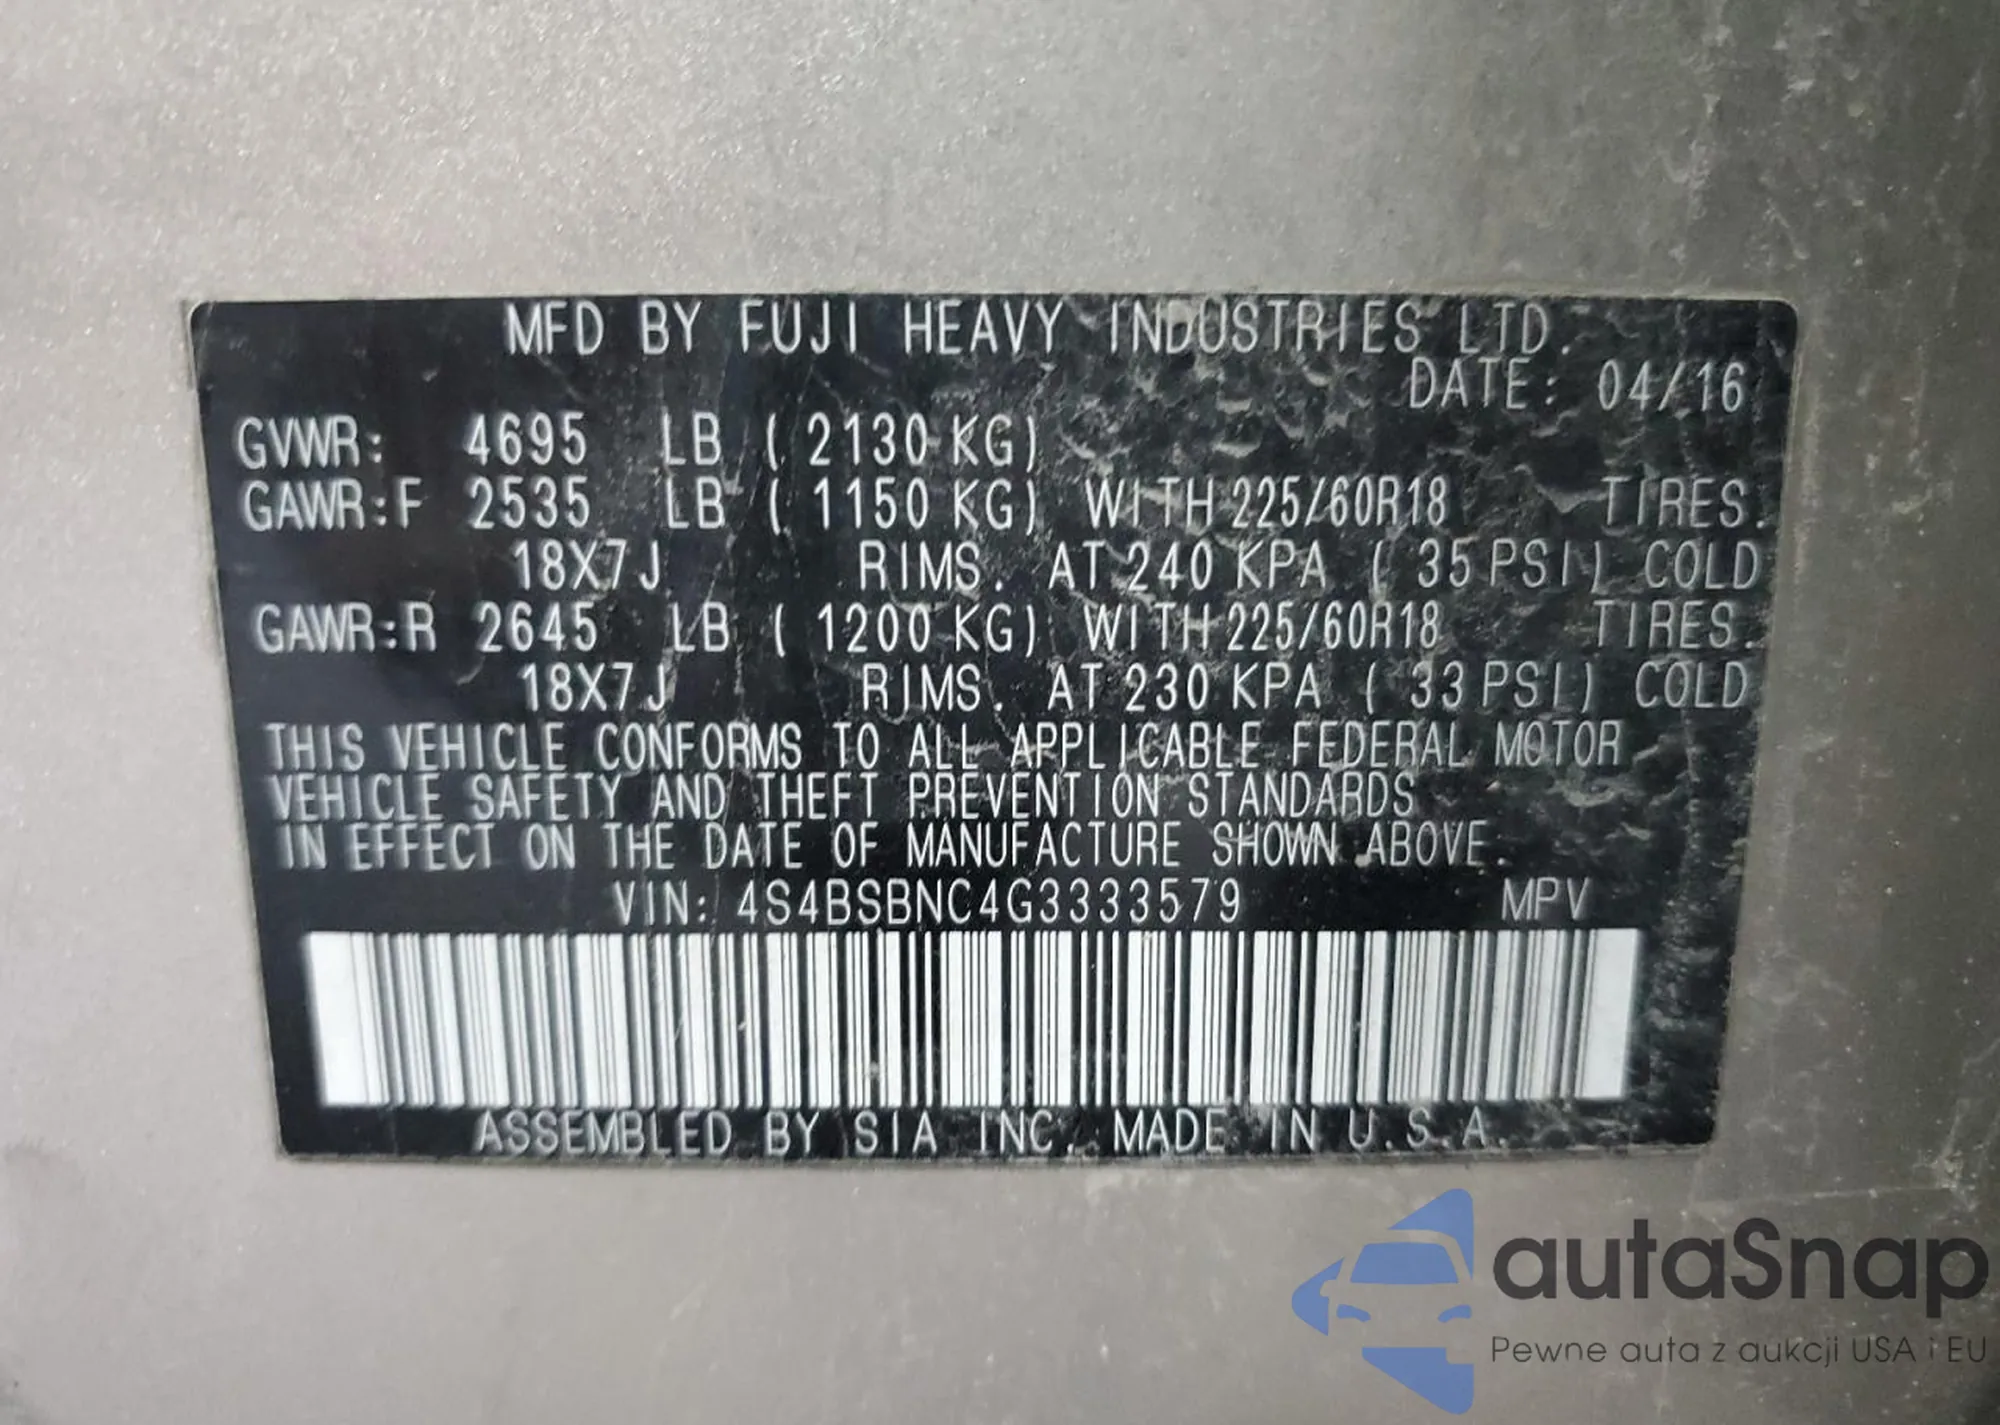 MFD BY FUJI HEAVY INDUSTRIES LTD.
DATE: 04/16
GVWR: 4695 LB ( 2130 KG)
GAWR:F 2535 LB ( 1150 KG) WITH 225/60R18 TIRES.
18X7J RIMS. AT 240 KPA ( 35 PSI) COLD
GAWR:R 2645 LB ( 1200 KG) WITH 225/60R18 TIRES.
18X7J RIMS. AT 230 KPA ( 33 PSI) COLD
THIS VEHICLE CONFORMS TO ALL APPLICABLE FEDERAL MOTOR
VEHICLE SAFETY AND THEFT PREVENTION STANDARDS
IN EFFECT ON THE DATE OF MANUFACTURE SHOWN ABOVE.
VIN: 4S4BSBNC4G3333579 MPV
ASSEMBLED BY SIA INC. MADE IN U.S.A.
autaSnap
Pewne auta z aukcji USA i EU